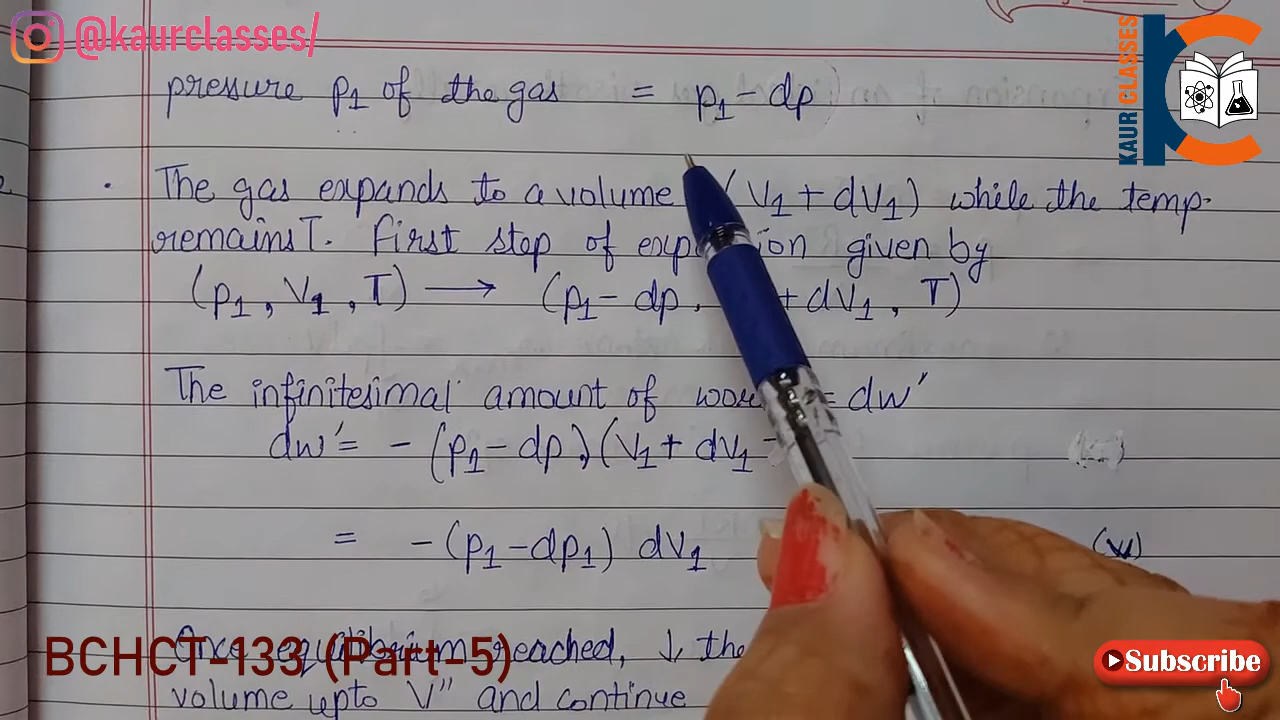 @kaurclasses/
KAUR CLASSES
pressure p1 of the gas = p1 - dp
The gas expands to a volume (V1 + dV1) while the temp.
remains T. First step of expansion given by
(p1, V1, T) ⟶ (p1 - dp, + dV1, T)
The infinitesimal amount of = dw'
dw' = - (p1 - dp,) (V1 + dV1 -
= - (p1 - dp1) dV1
Once equilibrium reached, ↓ the
volume upto V" and continue
BCHCT-133 (Part-5)
Subscribe